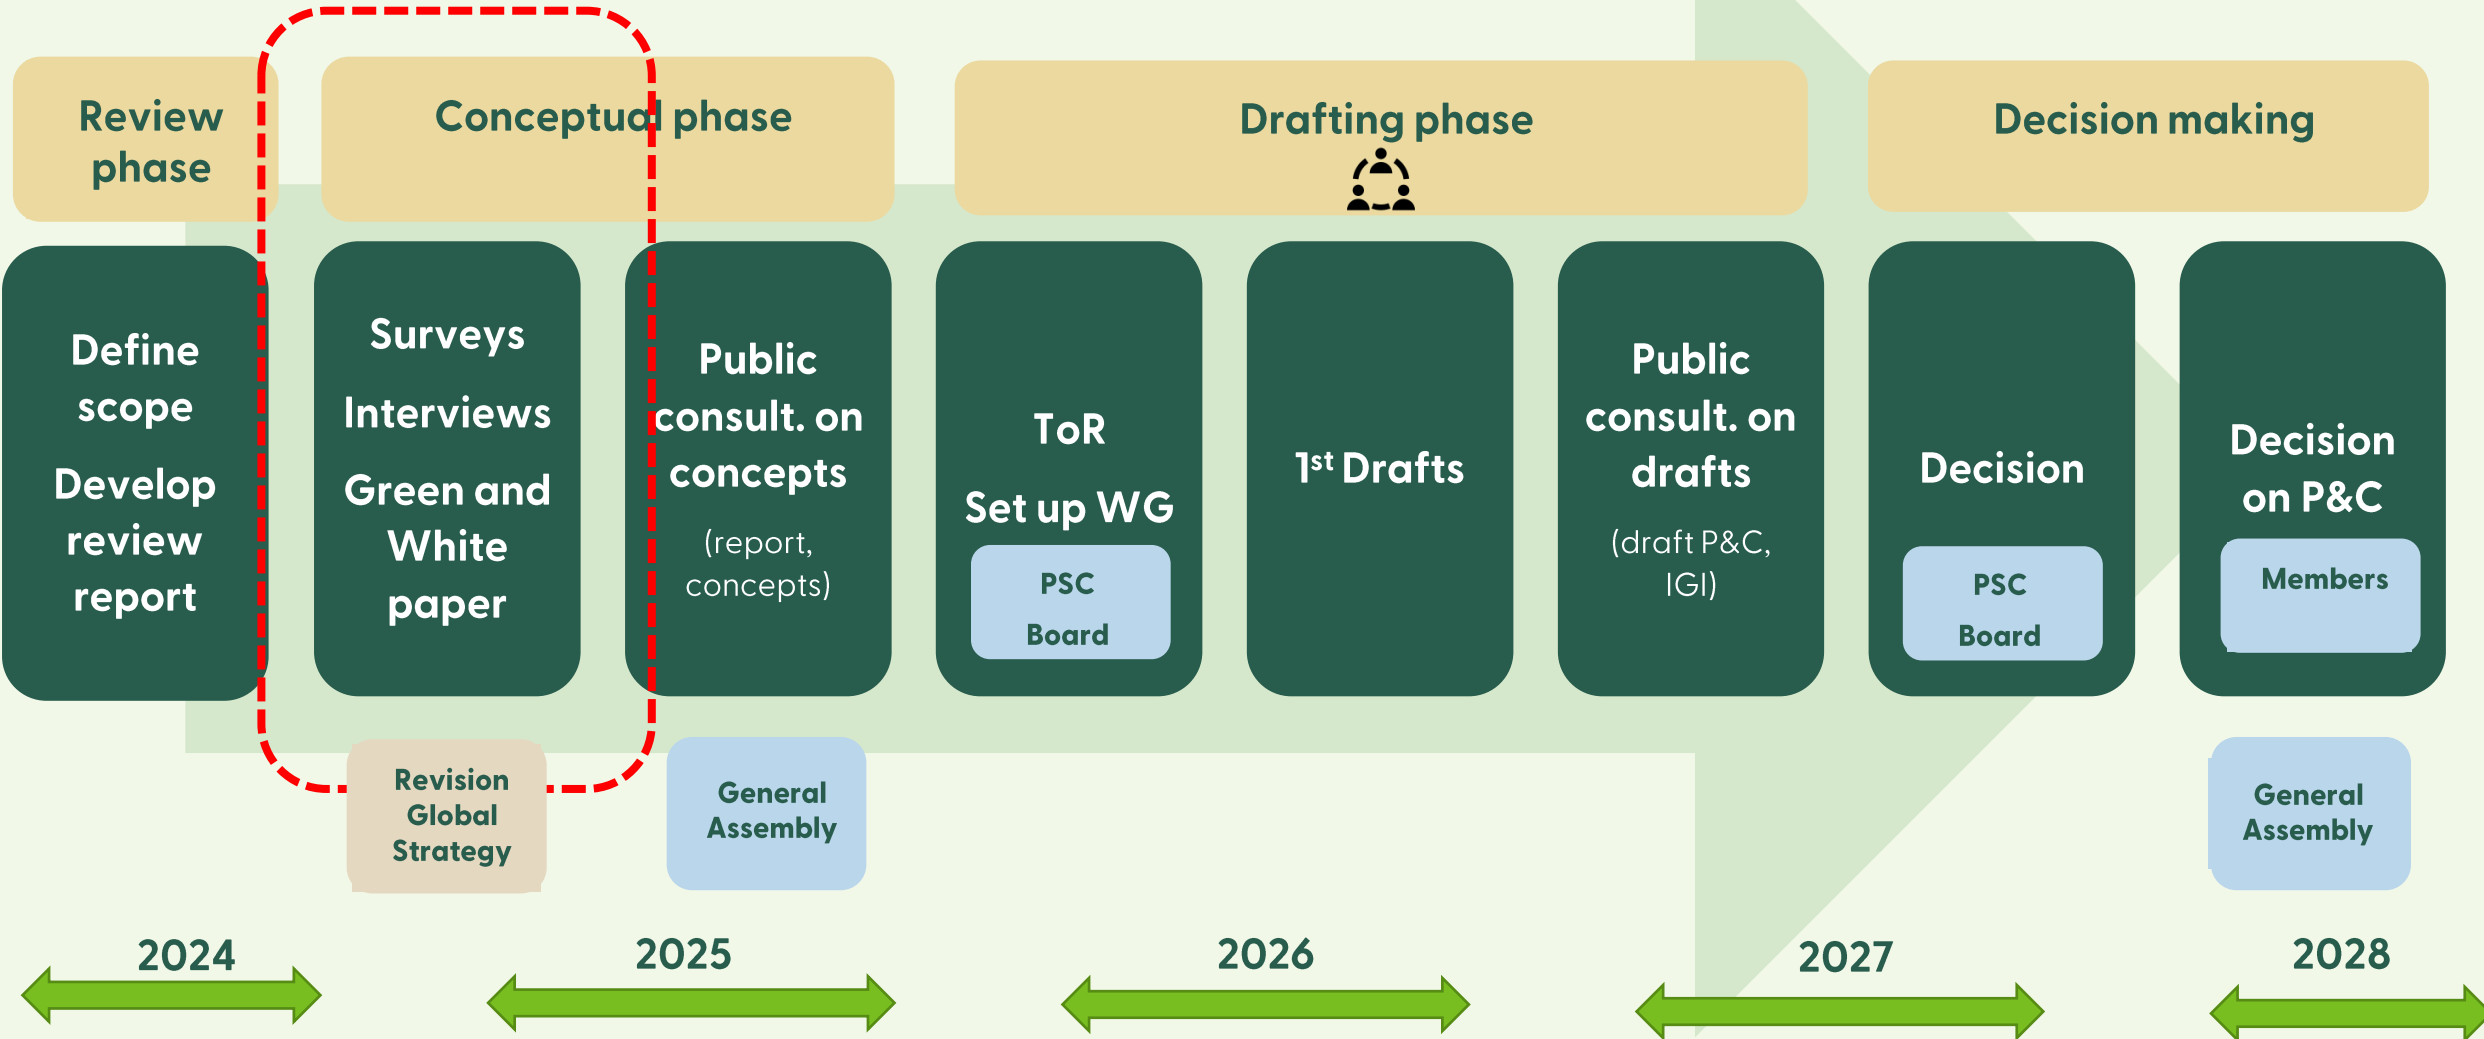 Review
phase
Conceptual phase
Drafting phase
Decision making
Define
scope
Develop
review
report
Surveys
Interviews
Green and
White
paper
Public
consult. on
concepts
(report,
concepts)
ToR
Set up WG
PSC
Board
1st Drafts
Public
consult. on
drafts
(draft P&C,
IGI)
Decision
PSC
Board
Decision
on P&C
Members
Revision
Global
Strategy
General
Assembly
General
Assembly
2024
2025
2026
2027
2028